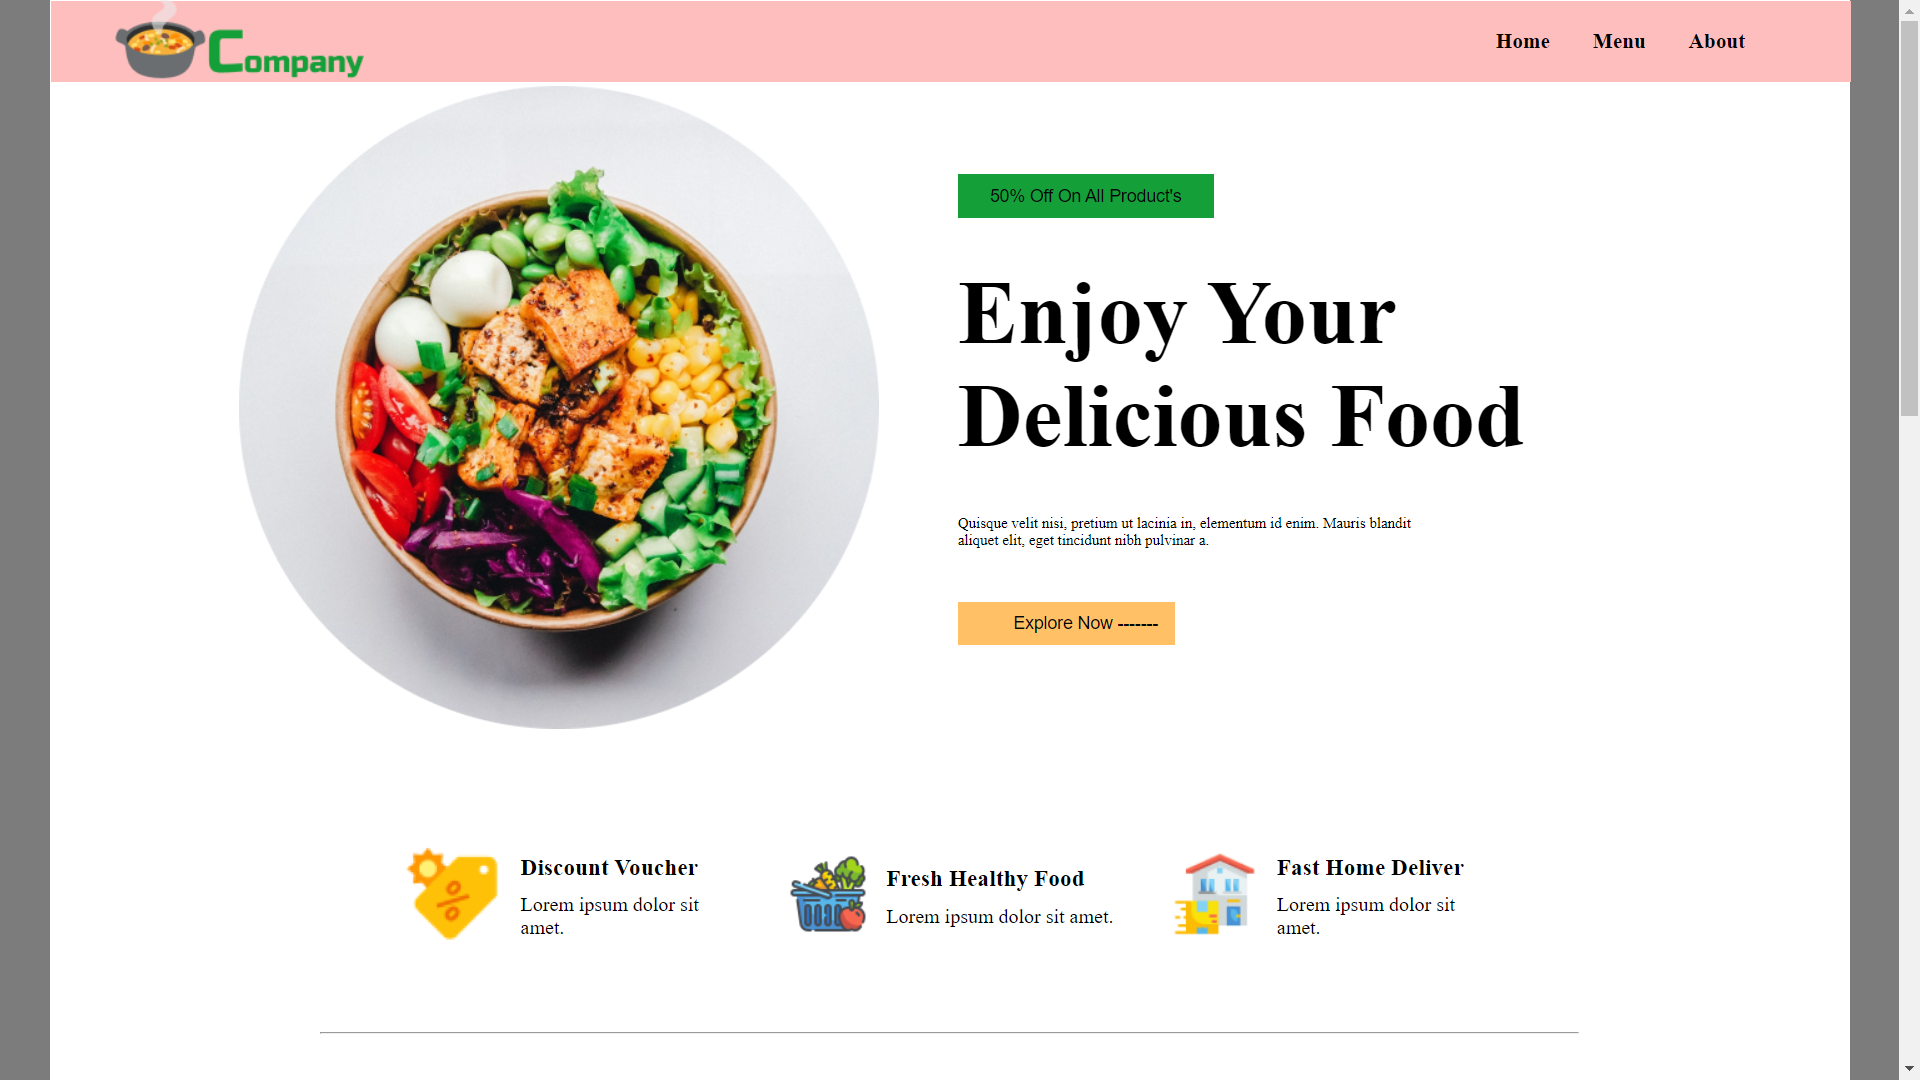 Company
Home
Menu
About
50% Off On All Product's
Enjoy Your
Delicious Food
Quisque velit nisi, pretium ut lacinia in, elementum id enim. Mauris blandit
aliquet elit, eget tincidunt nibh pulvinar a.
Explore Now -------
Discount Voucher
Lorem ipsum dolor sit
amet.
Fresh Healthy Food
Lorem ipsum dolor sit amet.
Fast Home Deliver
Lorem ipsum dolor sit
amet.